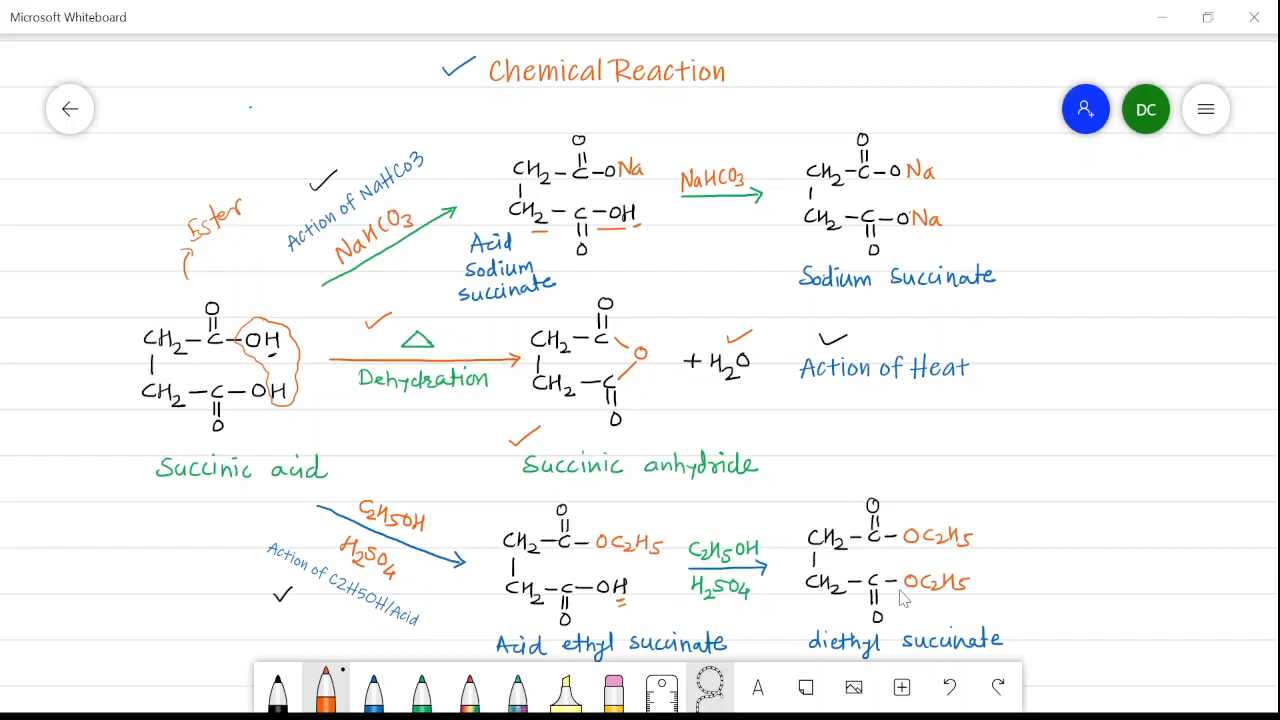 Microsoft Whiteboard
Chemical Reaction
DC
Ester
Action of NaHCo3
NaHCO3
O
CH2 - C - ONa
CH2 - C - OH
O
Acid
Sodium
succinate
NaHCO3
O
CH2 - C - O Na
CH2 - C - O Na
O
Sodium succinate
O
CH2 - C - OH
CH2 - C - OH
O
Succinic acid
△
Dehydration
O
CH2 - C
O
CH2 - C
O
+ H2O
Action of Heat
Succinic anhydride
C2H5OH
H2SO4
Action of C2H5OH/Acid
O
CH2 - C - OC2H5
CH2 - C - OH
O
Acid ethyl succinate
C2H5OH
H2SO4
O
CH2 - C - OC2H5
CH2 - C - OC2H5
O
diethyl succinate
A